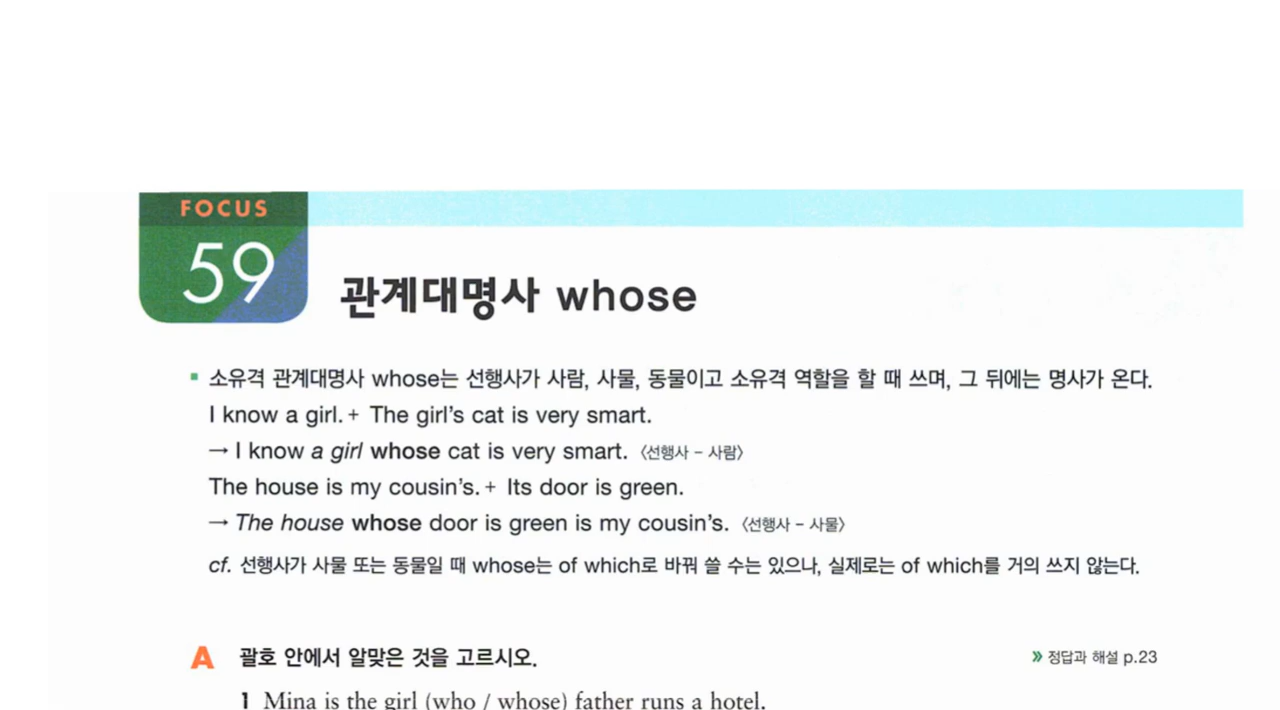 FOCUS
59
관계대명사 whose
▪ 소유격 관계대명사 whose는 선행사가 사람, 사물, 동물이고 소유격 역할을 할 때 쓰며, 그 뒤에는 명사가 온다.
I know a girl. + The girl's cat is very smart.
→ I know a girl whose cat is very smart. 〈선행사 – 사람〉
The house is my cousin's. + Its door is green.
→ The house whose door is green is my cousin's. 〈선행사 – 사물〉
cf. 선행사가 사물 또는 동물일 때 whose는 of which로 바꿔 쓸 수는 있으나, 실제로는 of which를 거의 쓰지 않는다.
A 괄호 안에서 알맞은 것을 고르시오. » 정답과 해설 p.23
1 Mina is the girl (who / whose) father runs a hotel.